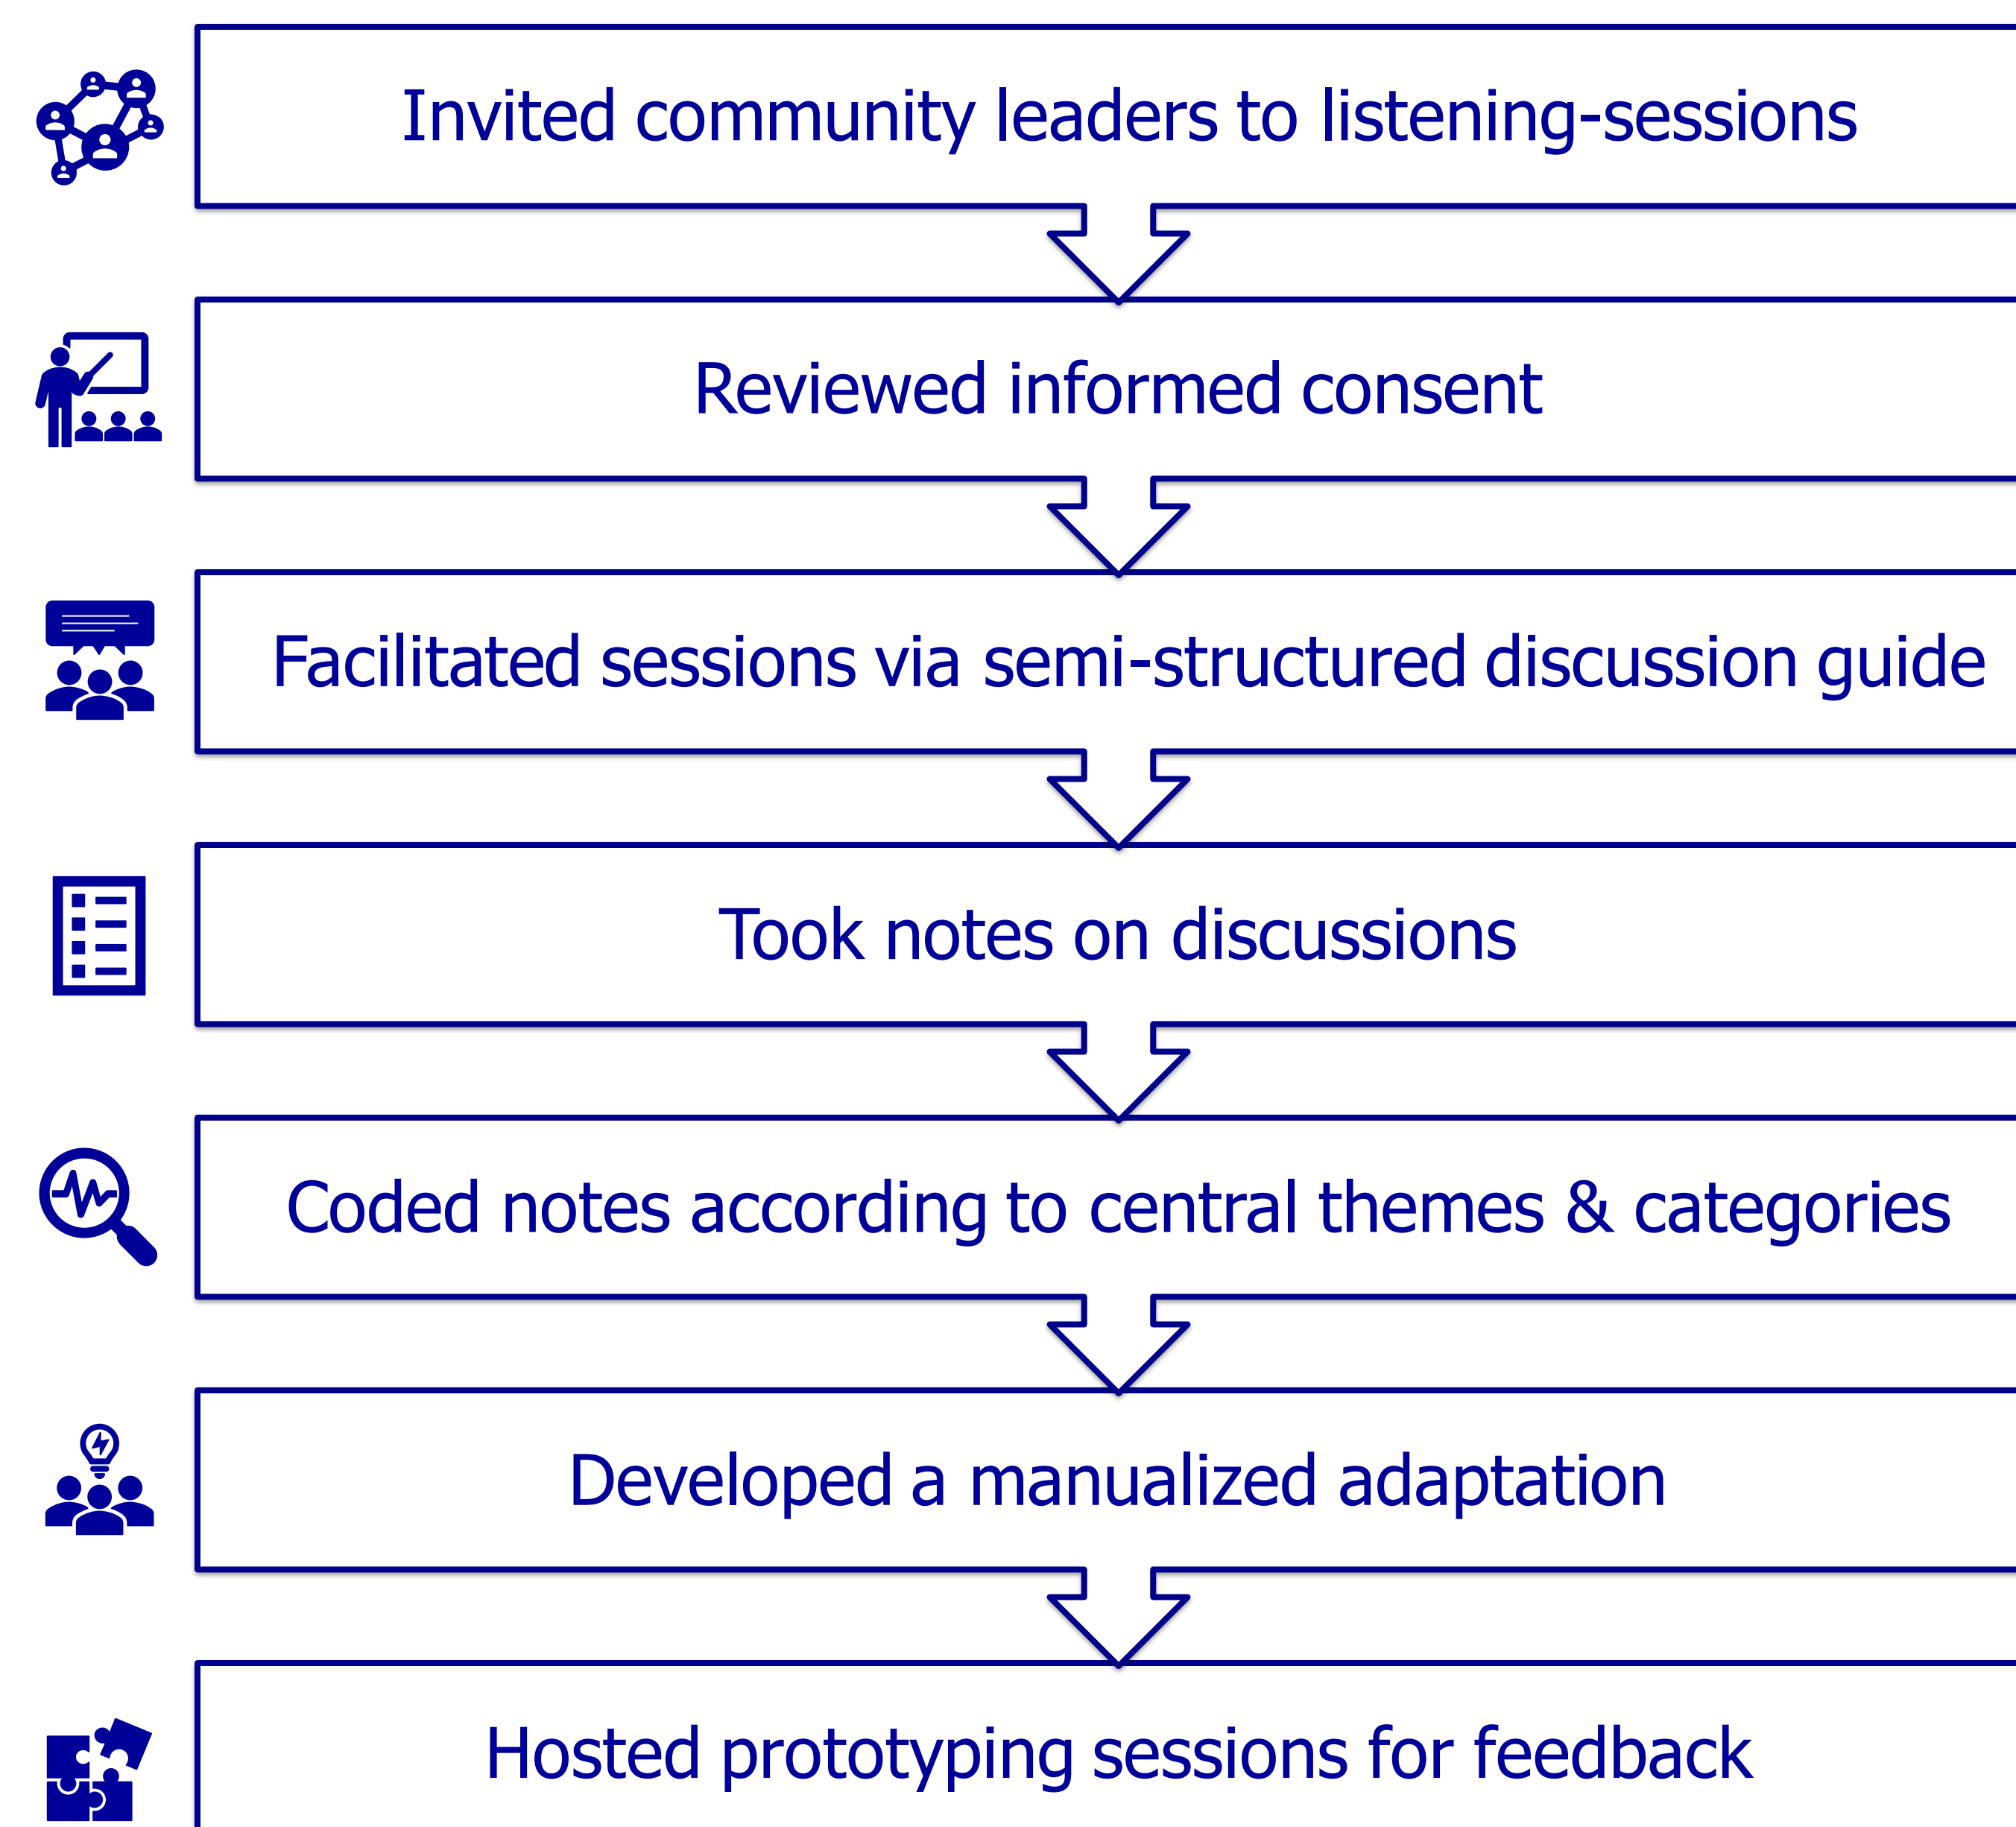 Invited community leaders to listening-sessions
Reviewed informed consent
Facilitated sessions via semi-structured discussion guide
Took notes on discussions
Coded notes according to central themes & categories
Developed a manualized adaptation
Hosted prototyping sessions for feedback